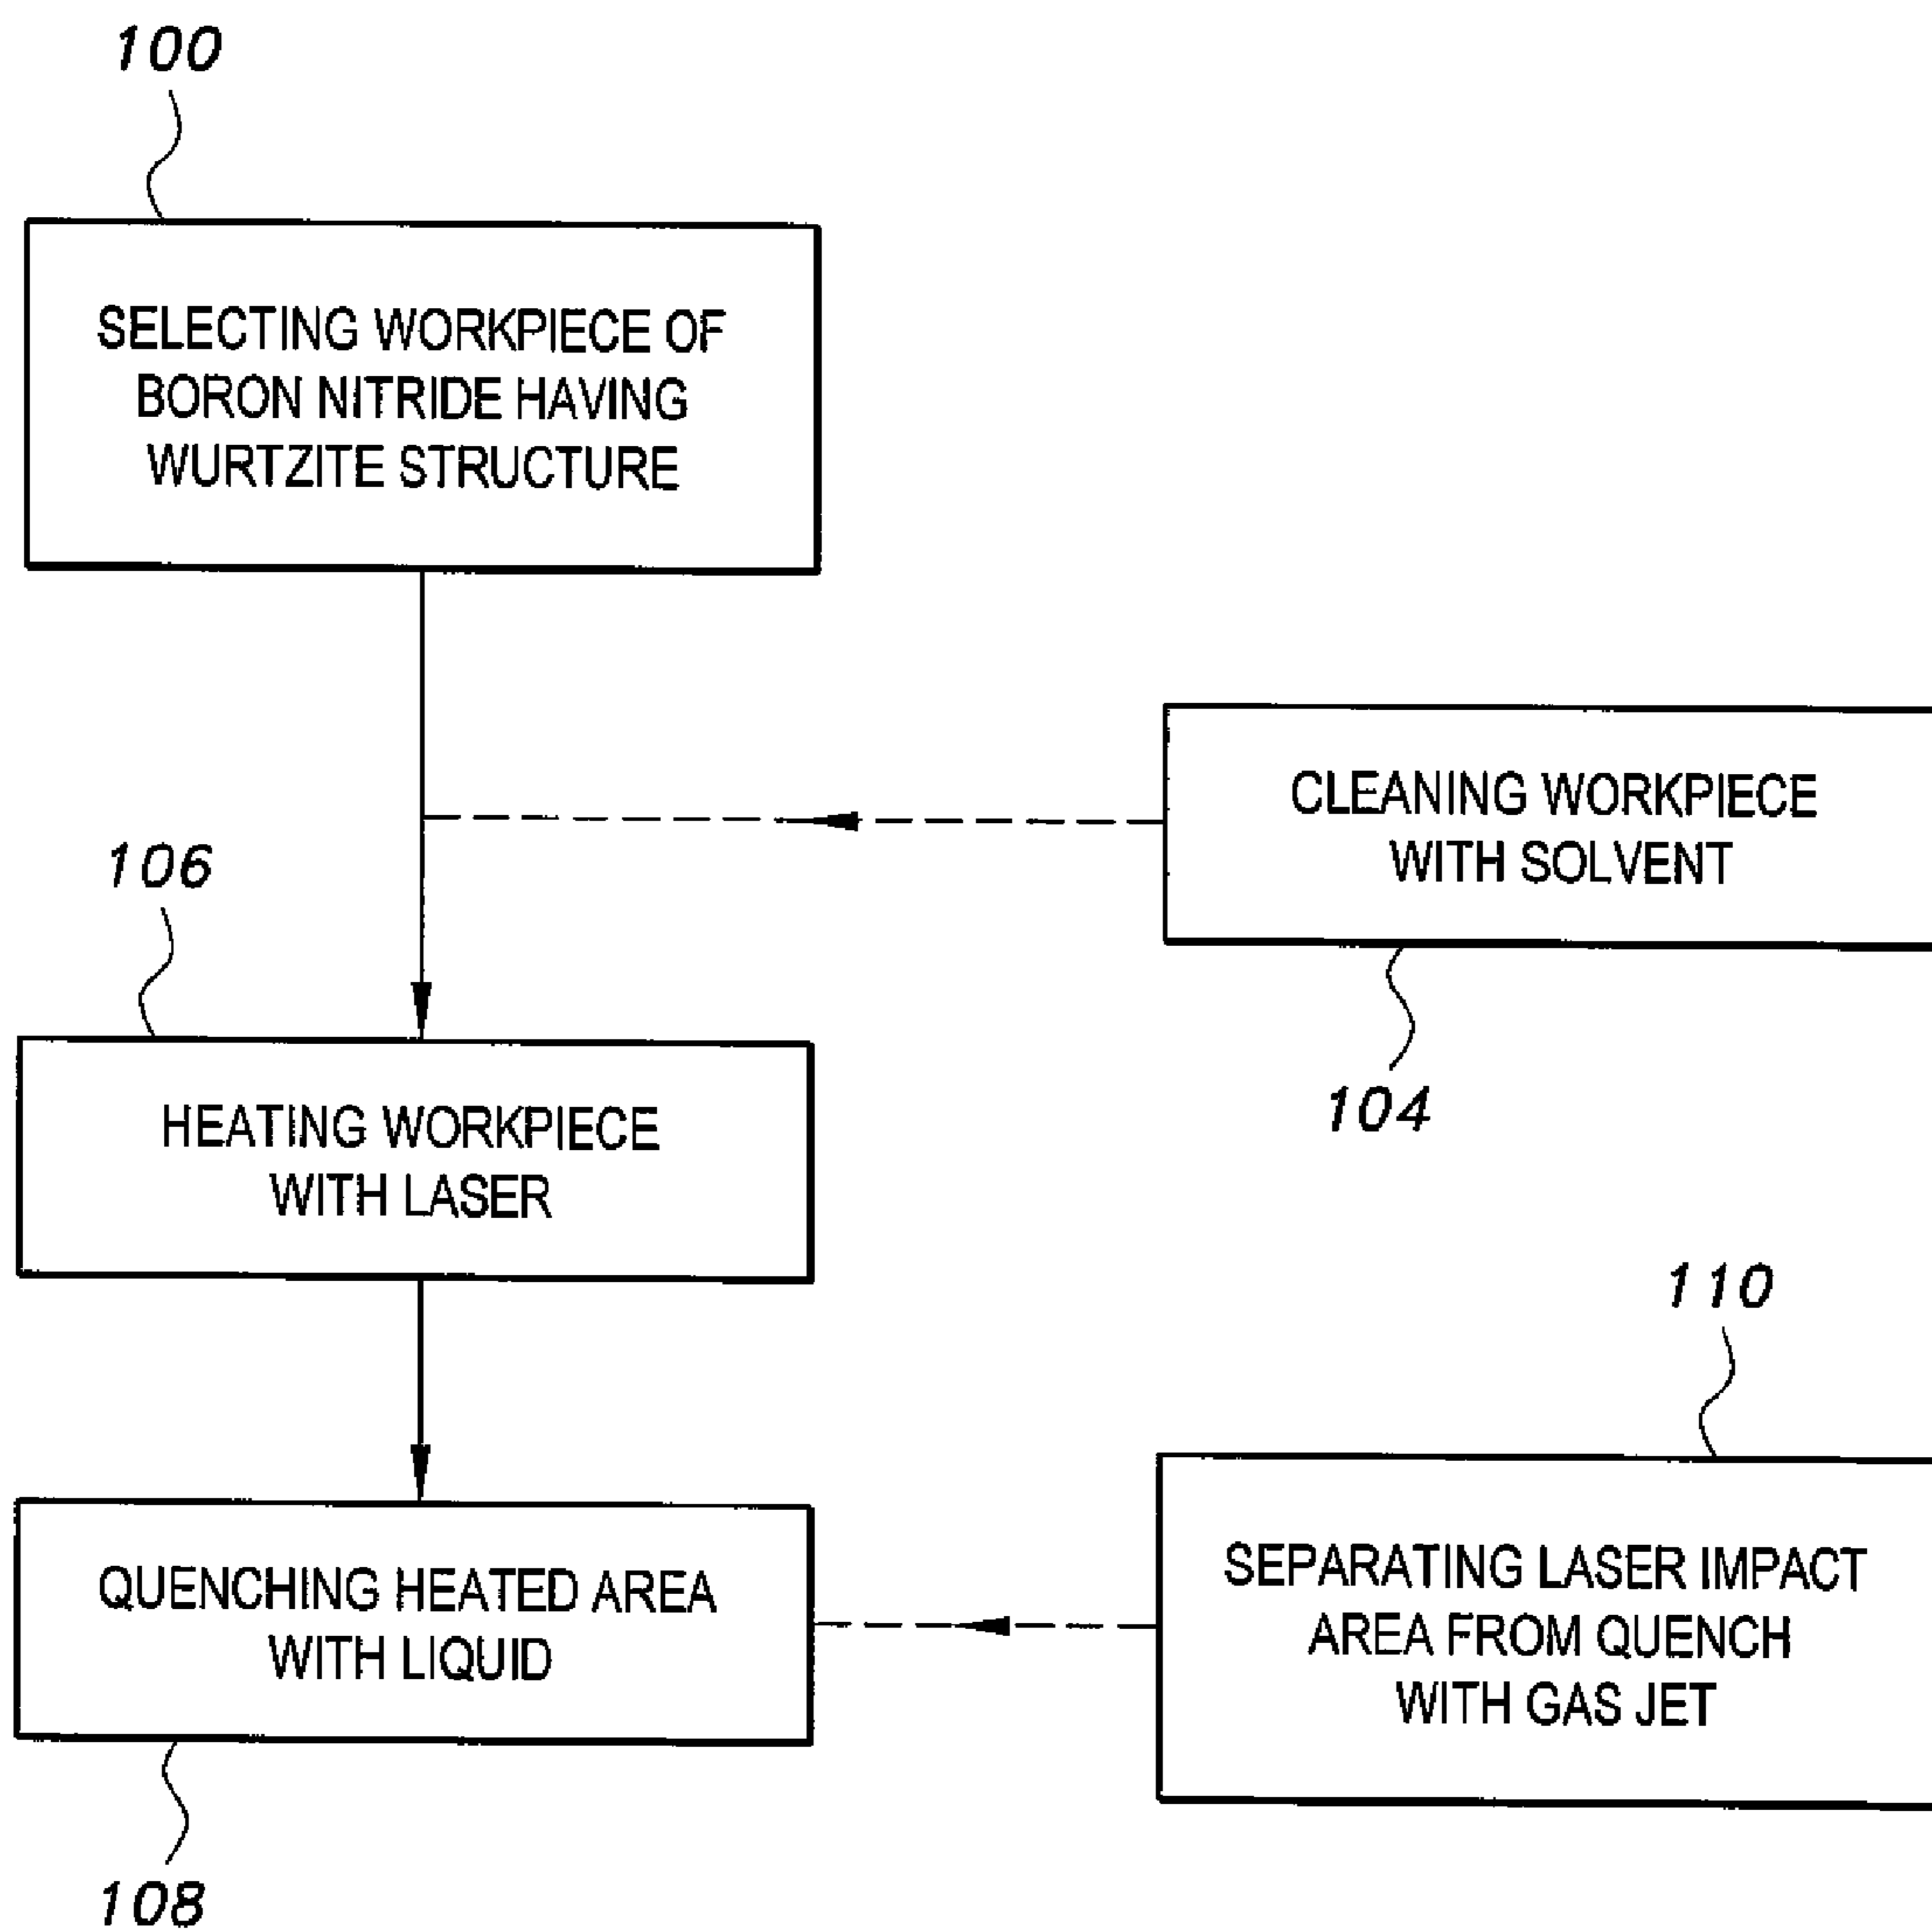 100
SELECTING WORKPIECE OF
BORON NITRIDE HAVING
WURTZITE STRUCTURE
CLEANING WORKPIECE
WITH SOLVENT
104
106
HEATING WORKPIECE
WITH LASER
110
QUENCHING HEATED AREA
WITH LIQUID
108
SEPARATING LASER IMPACT
AREA FROM QUENCH
WITH GAS JET